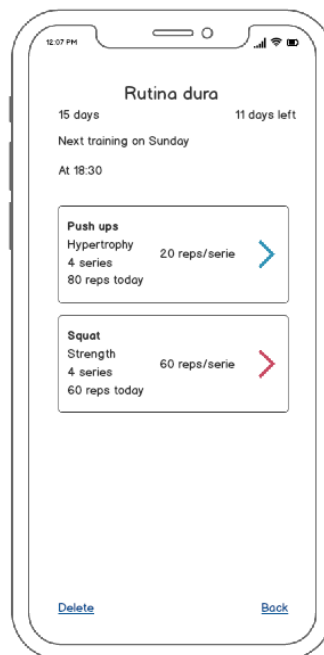 12:07 PM
Rutina dura
15 days 11 days left
Next training on Sunday
At 18:30
Push ups
Hypertrophy
20 reps/serie
4 series
80 reps today
Squat
Strength
60 reps/serie
4 series
60 reps today
Delete Back